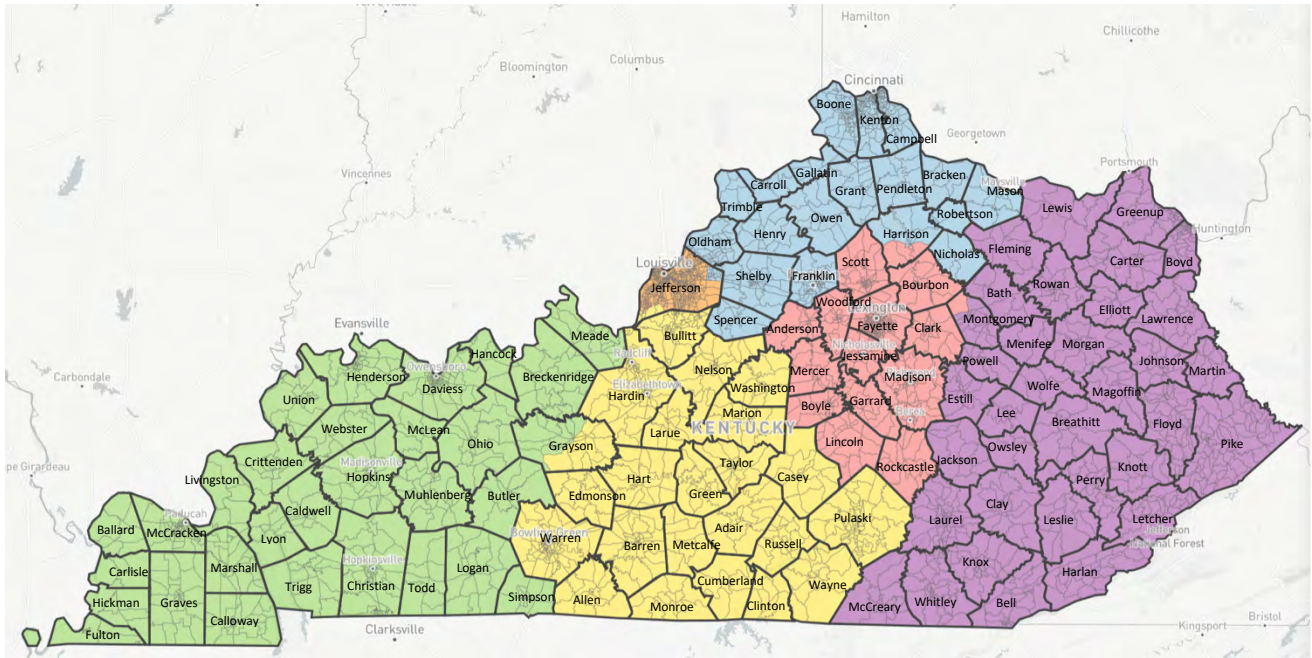 Terre Haute
Hamilton
Chillicothe
Columbus
Bloomington
Cincinnati
Boone
Kenton
Campbell
Georgetown
Vincennes
Portsmouth
Gallatin
Carroll
Grant
Pendleton
Bracken
Maysville
Mason
Trimble
Owen
Robertson
Lewis
Greenup
Huntington
Oldham
Henry
Harrison
Nicholas
Fleming
Carter
Boyd
Louisville
Jefferson
Shelby
Franklin
Scott
Bourbon
Bath
Rowan
Elliott
Lawrence
Woodford
Lexington
Fayette
Clark
Montgomery
Spencer
Anderson
Evansville
Meade
Bullitt
Nicholasville
Jessamine
Menifee
Morgan
Johnson
Martin
Hancock
Radcliff
Nelson
Mercer
Madison
Powell
Carbondale
Henderson
Owensboro
Daviess
Breckenridge
Elizabethtown
Hardin
Washington
Wolfe
Magoffin
Union
Marion
Boyle
Garrard
Berea
Estill
Lee
Breathitt
Floyd
Webster
McLean
Ohio
Larue
KENTUCKY
Lincoln
Owsley
Pike
Grayson
Crittenden
Madisonville
Hopkins
Taylor
Casey
Rockcastle
Jackson
Knott
pe Girardeau
Livingston
Muhlenberg
Butler
Edmonson
Hart
Green
Perry
Caldwell
Clay
Leslie
Letcher
Ballard
Paducah
McCracken
Lyon
Bowling Green
Warren
Barren
Metcalfe
Adair
Russell
Pulaski
Laurel
Jefferson
National Forest
Carlisle
Marshall
Hopkinsville
Trigg
Christian
Todd
Logan
Simpson
Allen
Monroe
Cumberland
Clinton
Wayne
Knox
Harlan
Hickman
Graves
Calloway
McCreary
Whitley
Bell
Fulton
Clarksville
Kingsport
Bristol